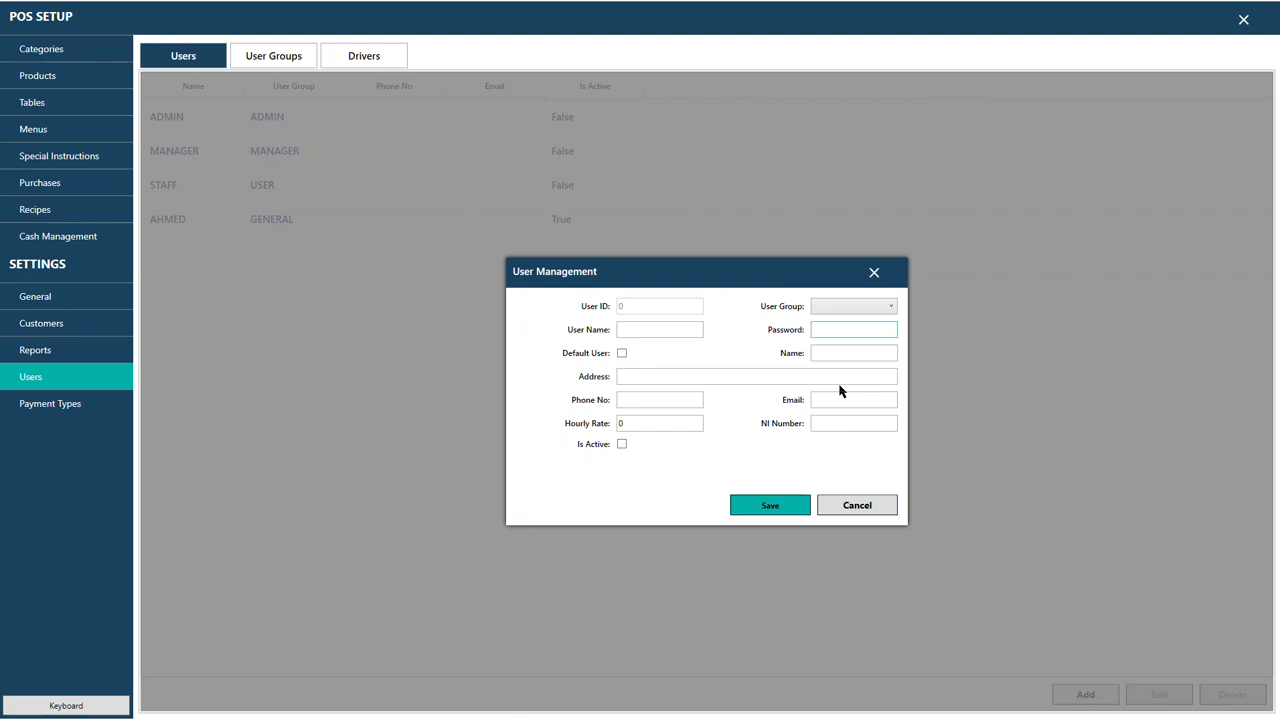 POS SETUP
Categories
Products
Tables
Menus
Special Instructions
Purchases
Recipes
Cash Management
SETTINGS
General
Customers
Reports
Users
Payment Types
Keyboard
Users User Groups Drivers
Name User Group Phone No Email Is Active
ADMIN ADMIN False
MANAGER MANAGER False
STAFF USER False
AHMED GENERAL True
User Management
User ID: 0 User Group:
User Name: Password:
Default User: Name:
Address:
Phone No: Email:
Hourly Rate: 0 NI Number:
Is Active:
Save Cancel
Add Edit Delete